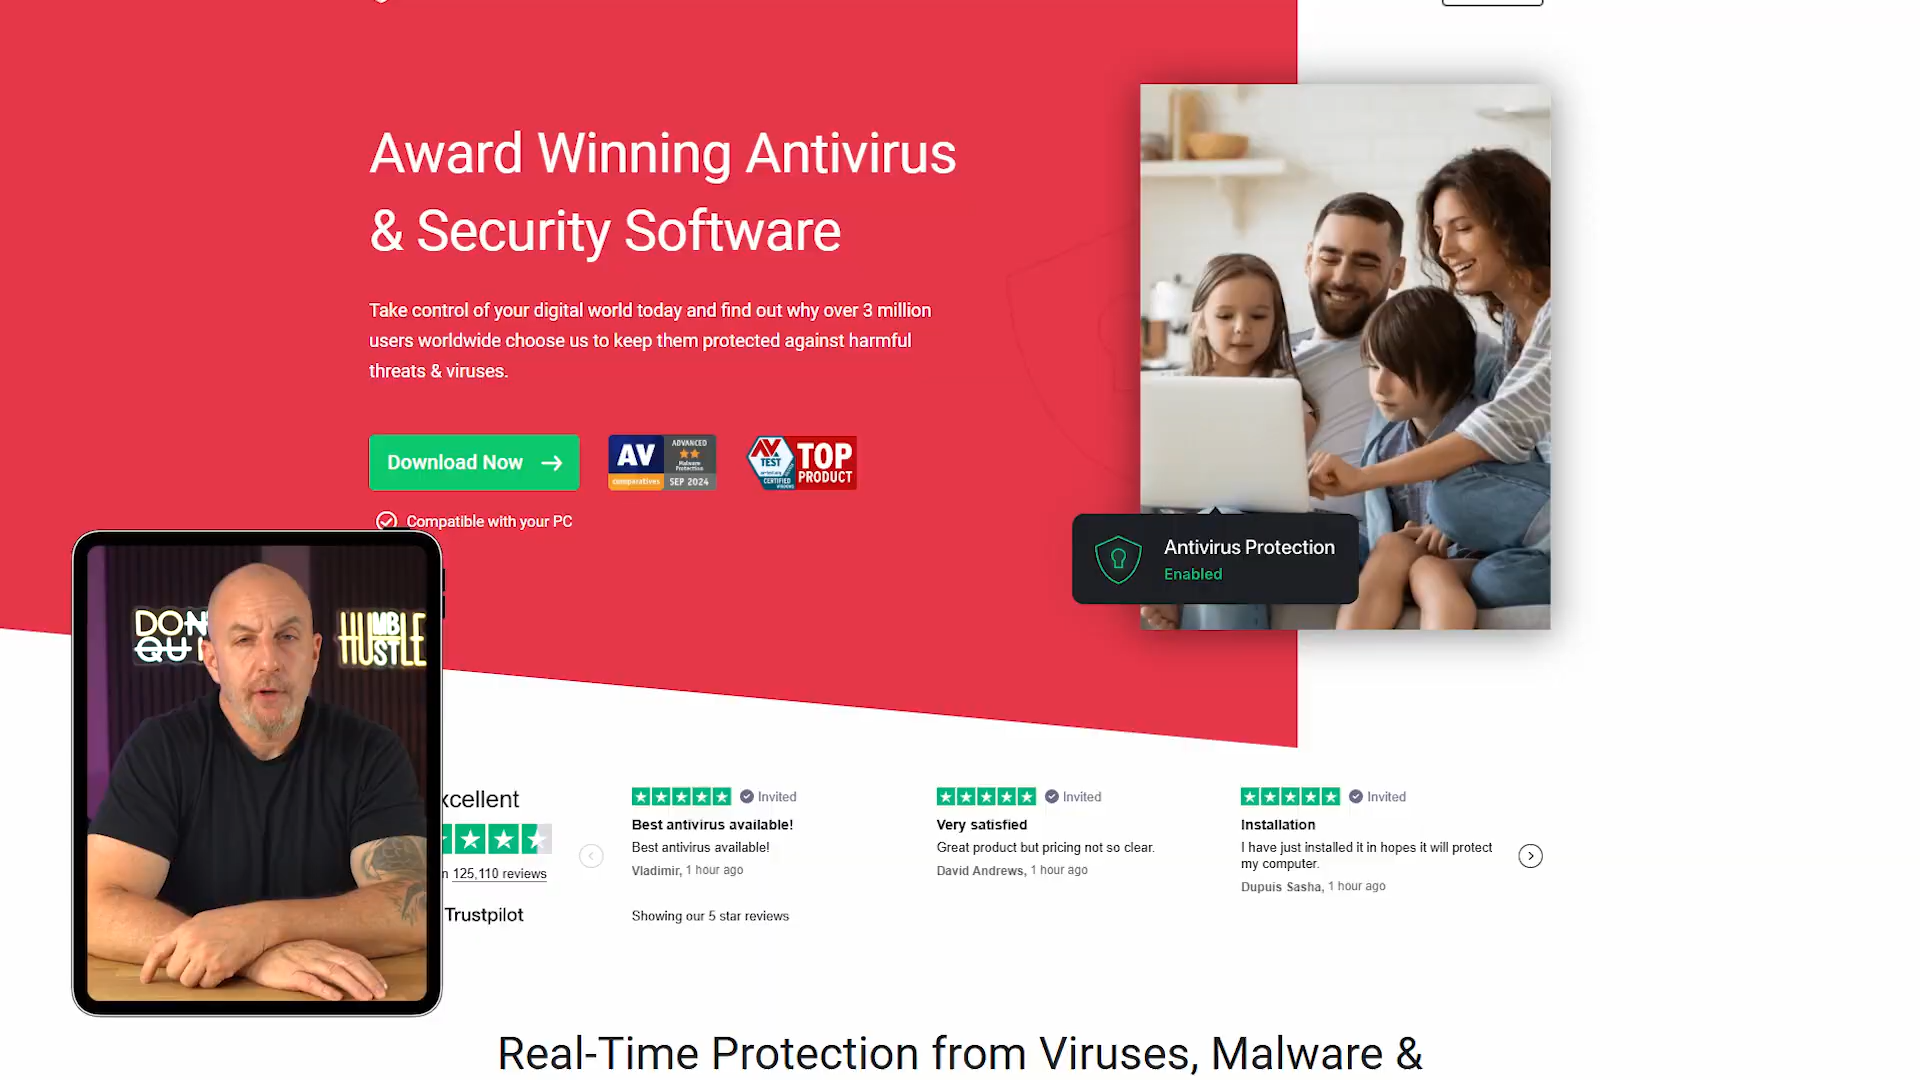 Award Winning Antivirus
& Security Software
Take control of your digital world today and find out why over 3 million
users worldwide choose us to keep them protected against harmful
threats & viruses.
Download Now
AV
comparatives
ADVANCED
Malware
Protection
SEP 2024
AV
TEST
CERTIFIED
TOP
PRODUCT
Compatible with your PC
Antivirus Protection
Enabled
DON'
QU
HUMBLE
HUSTLE
xcellent
n 125,110 reviews
Trustpilot
Invited
Best antivirus available!
Best antivirus available!
Vladimir, 1 hour ago
Invited
Very satisfied
Great product but pricing not so clear.
David Andrews, 1 hour ago
Invited
Installation
I have just installed it in hopes it will protect
my computer.
Dupuis Sasha, 1 hour ago
Showing our 5 star reviews
Real-Time Protection from Viruses, Malware &